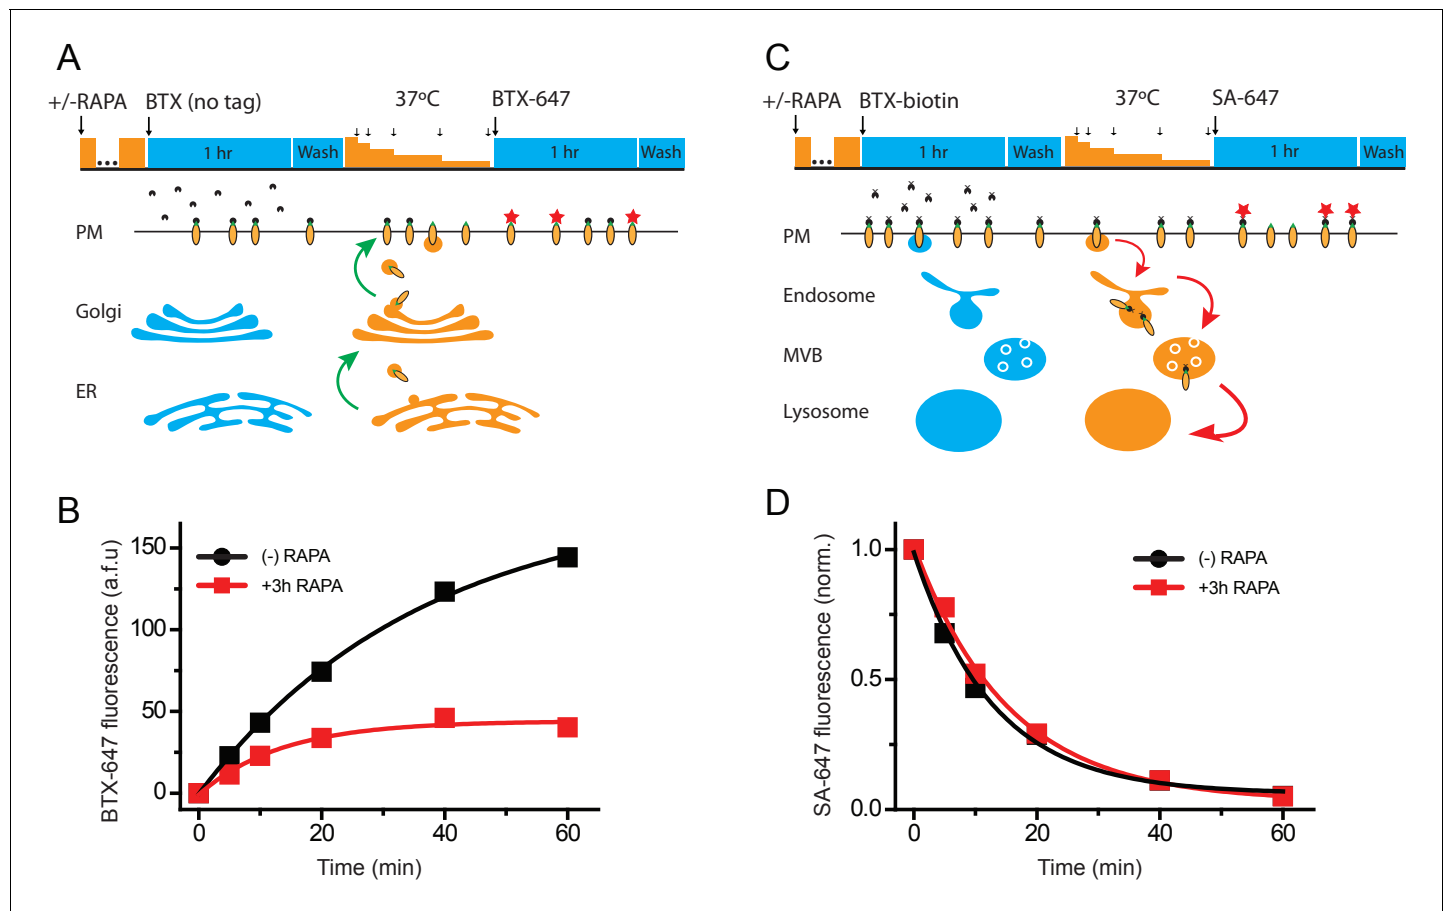 A
+/-RAPA BTX (no tag) 37ºC BTX-647
1 hr Wash 1 hr Wash
PM
Golgi
ER
C
+/-RAPA BTX-biotin 37ºC SA-647
1 hr Wash 1 hr Wash
PM
Endosome
MVB
Lysosome
B
BTX-647 fluorescence (a.f.u)
150
100
50
0
(-) RAPA
+3h RAPA
0 20 40 60
Time (min)
D
SA-647 fluorescence (norm.)
1.0
0.5
0.0
(-) RAPA
+3h RAPA
0 20 40 60
Time (min)